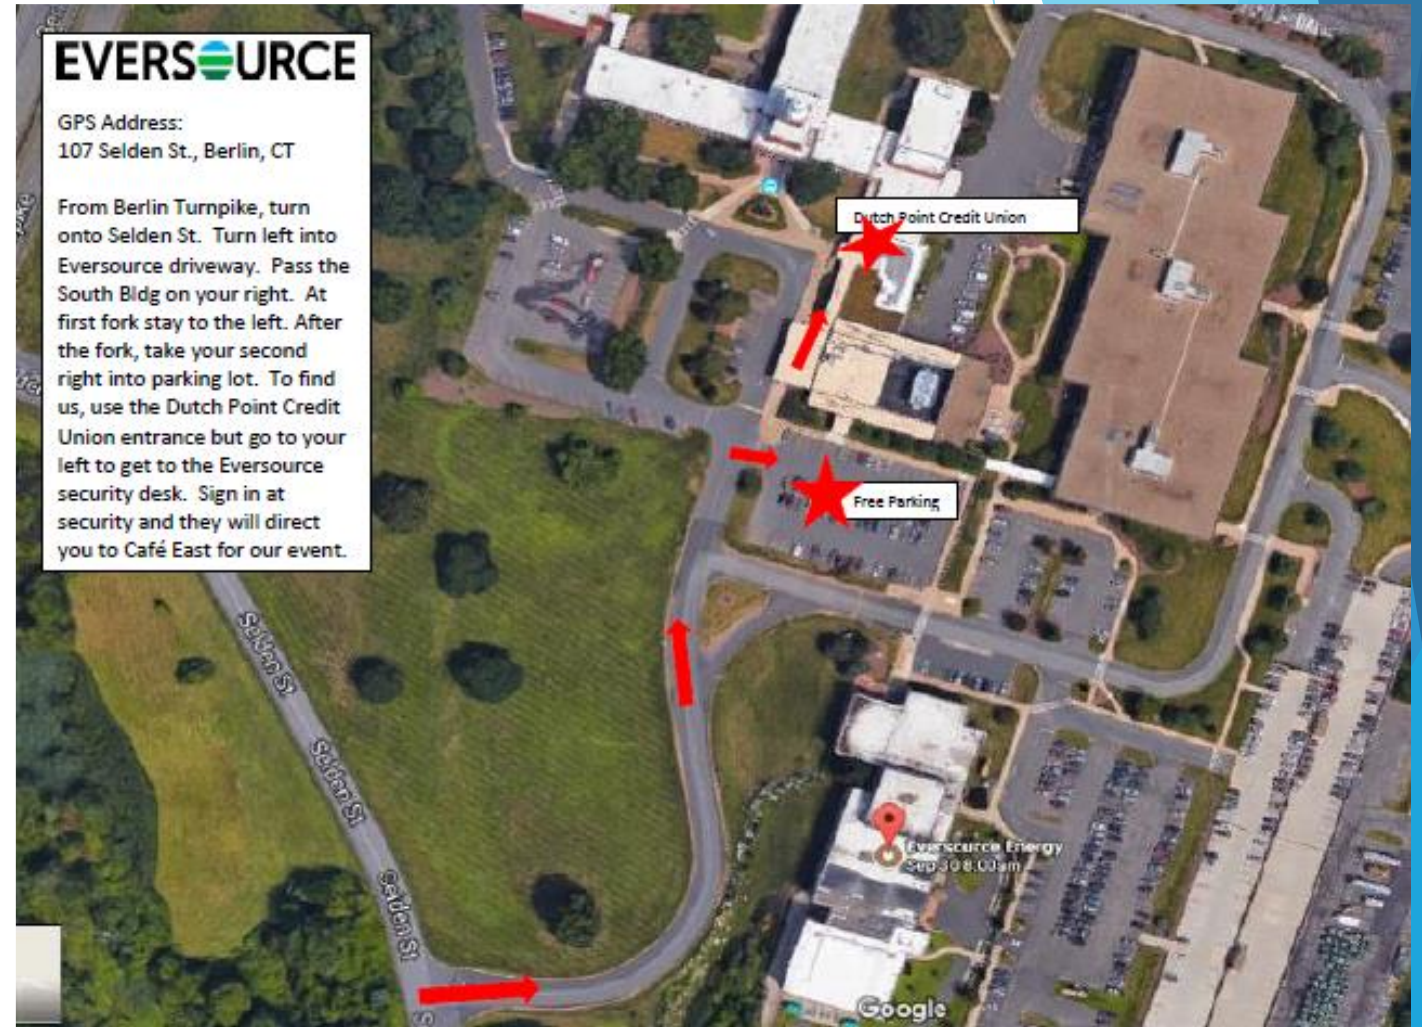 EVERSOURCE
GPS Address:
107 Selden St., Berlin, CT
From Berlin Turnpike, turn
onto Selden St.  Turn left into
Eversource driveway.  Pass the
South Bldg on your right.  At
first fork stay to the left. After
the fork, take your second
right into parking lot.  To find
us, use the Dutch Point Credit
Union entrance but go to your
left to get to the Eversource
security desk.  Sign in at
security and they will direct
you to Café East for our event.
Dutch Point Credit Union
Free Parking
Selden St
Selden St
Selden St
Eversource Energy
Sep 30 8:00am
Google